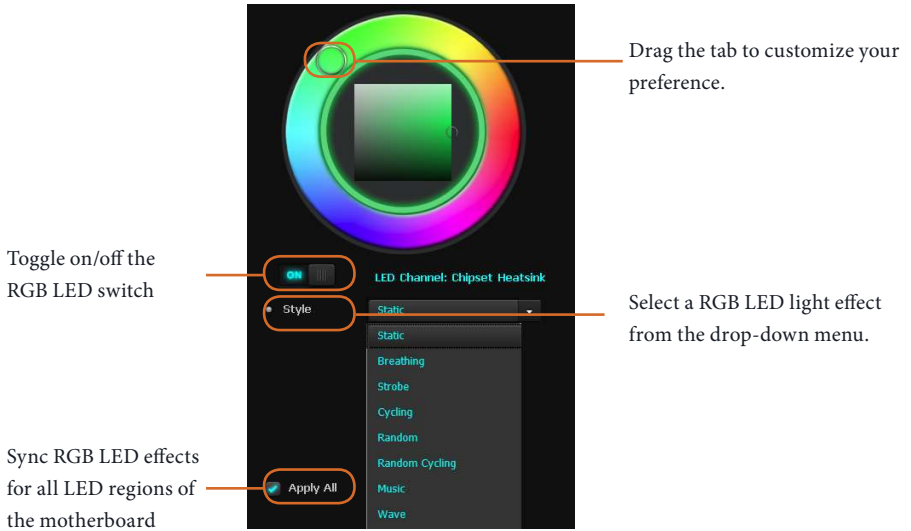 Drag the tab to customize your
preference.
Toggle on/off the
RGB LED switch
ON
LED Channel: Chipset Heatsink
Style
Static
Select a RGB LED light effect
from the drop-down menu.
Static
Breathing
Strobe
Cycling
Random
Random Cycling
Music
Wave
Sync RGB LED effects
for all LED regions of
the motherboard
Apply All